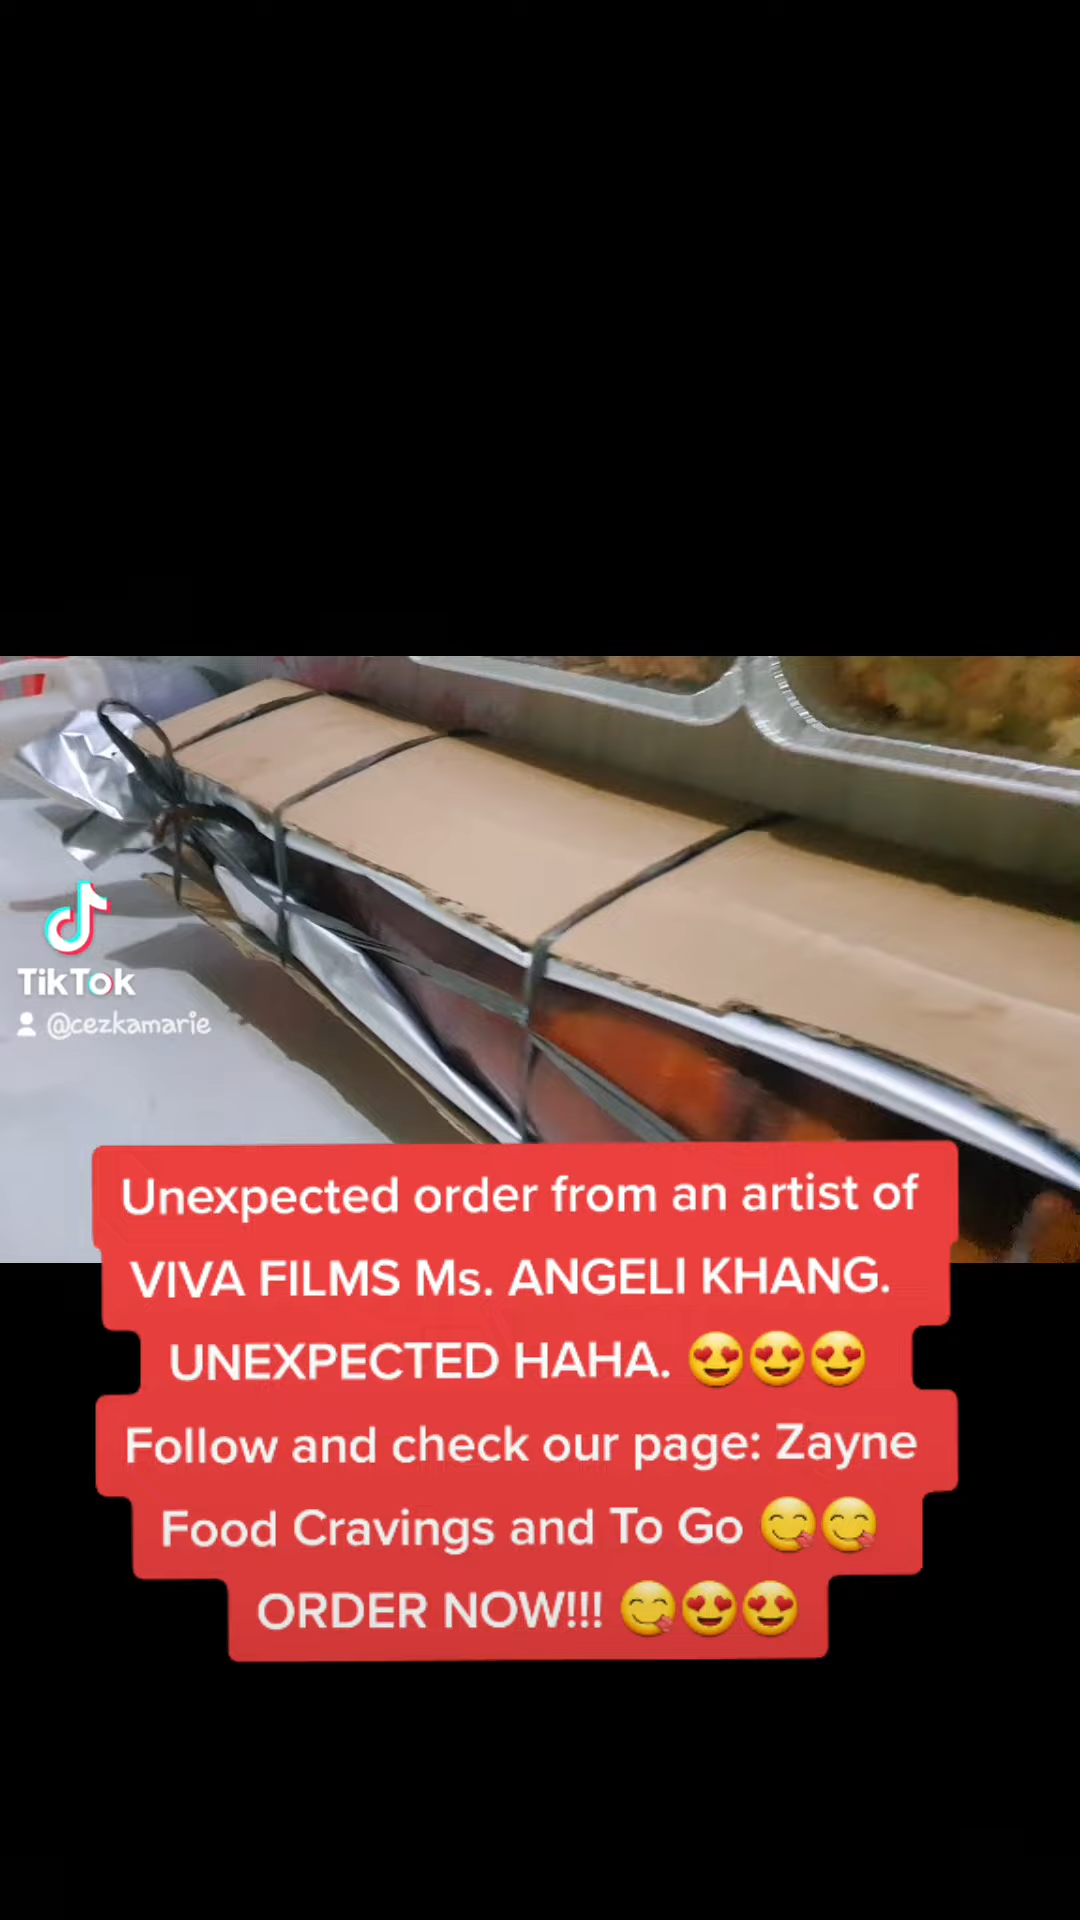 TikTok
@cezkamarie
Unexpected order from an artist of
VIVA FILMS Ms. ANGELI KHANG.
UNEXPECTED HAHA. 😍😍😍
Follow and check our page: Zayne
Food Cravings and To Go 😋😋
ORDER NOW!!! 😋😍😍